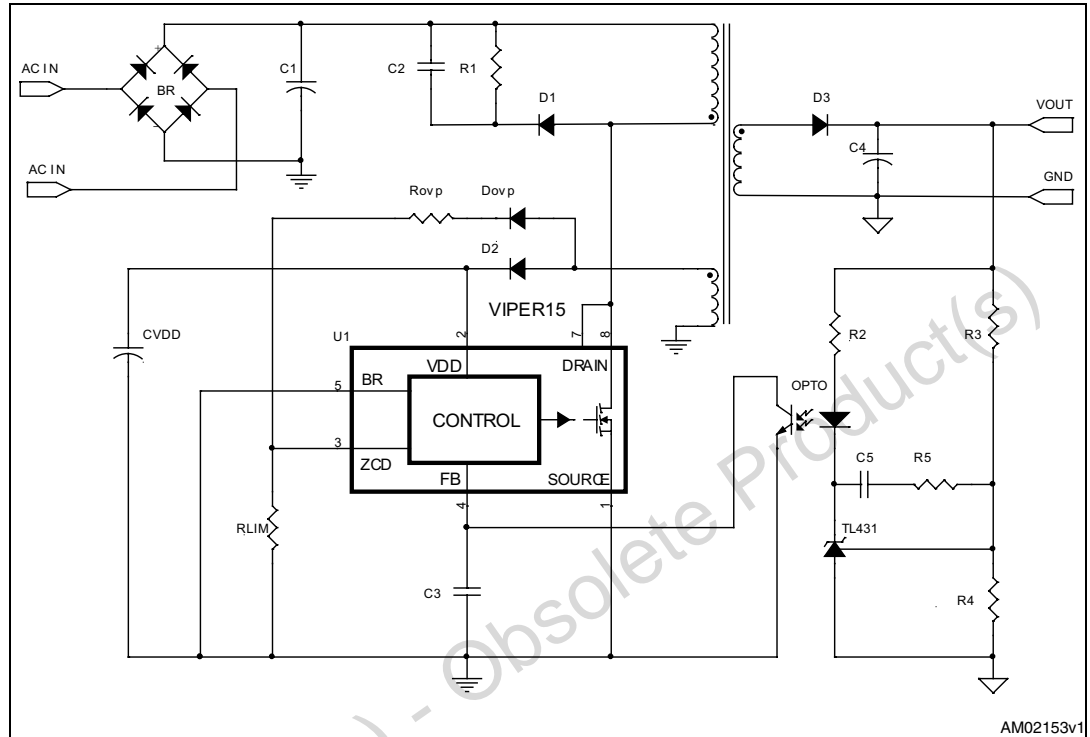 AC IN
BR
AC IN
C1
C2
R1
D1
D3
VOUT
C4
GND
Rovp
Dovp
D2
VIPER15
CVDD
U1
2
7
8
VDD
DRAIN
5
BR
CONTROL
3
ZCD
FB
SOURCE
4
1
RLIM
C3
OPTO
R2
R3
C5
R5
TL431
R4
) - Obsolete Product(s)
AM02153v1